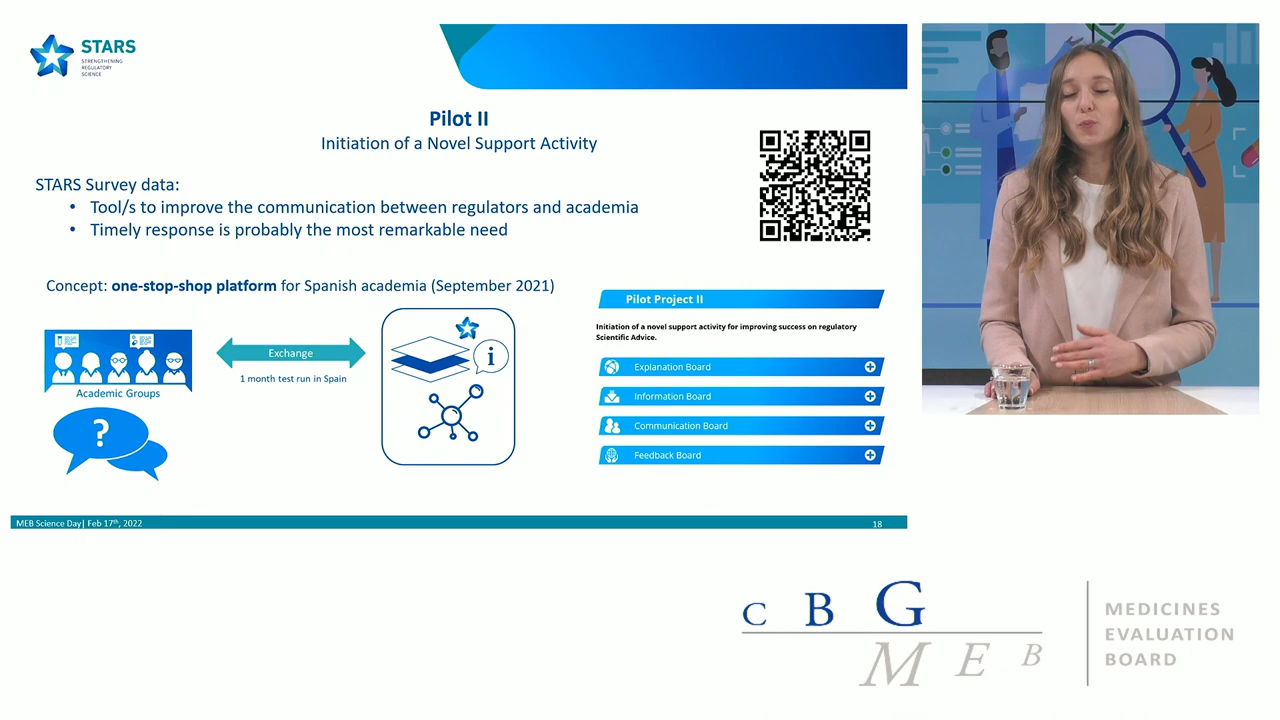 STARS
STRENGTHENING
REGULATORY
SCIENCE
Pilot II
Initiation of a Novel Support Activity
STARS Survey data:
• Tool/s to improve the communication between regulators and academia
• Timely response is probably the most remarkable need
Concept: one-stop-shop platform for Spanish academia (September 2021)
Exchange
1 month test run in Spain
Academic Groups
?
i
Pilot Project II
Initiation of a novel support activity for improving success on regulatory
Scientific Advice.
Explanation Board
Information Board
Communication Board
Feedback Board
MEB Science Day| Feb 17th, 2022
18
C B G
M E B
MEDICINES
EVALUATION
BOARD